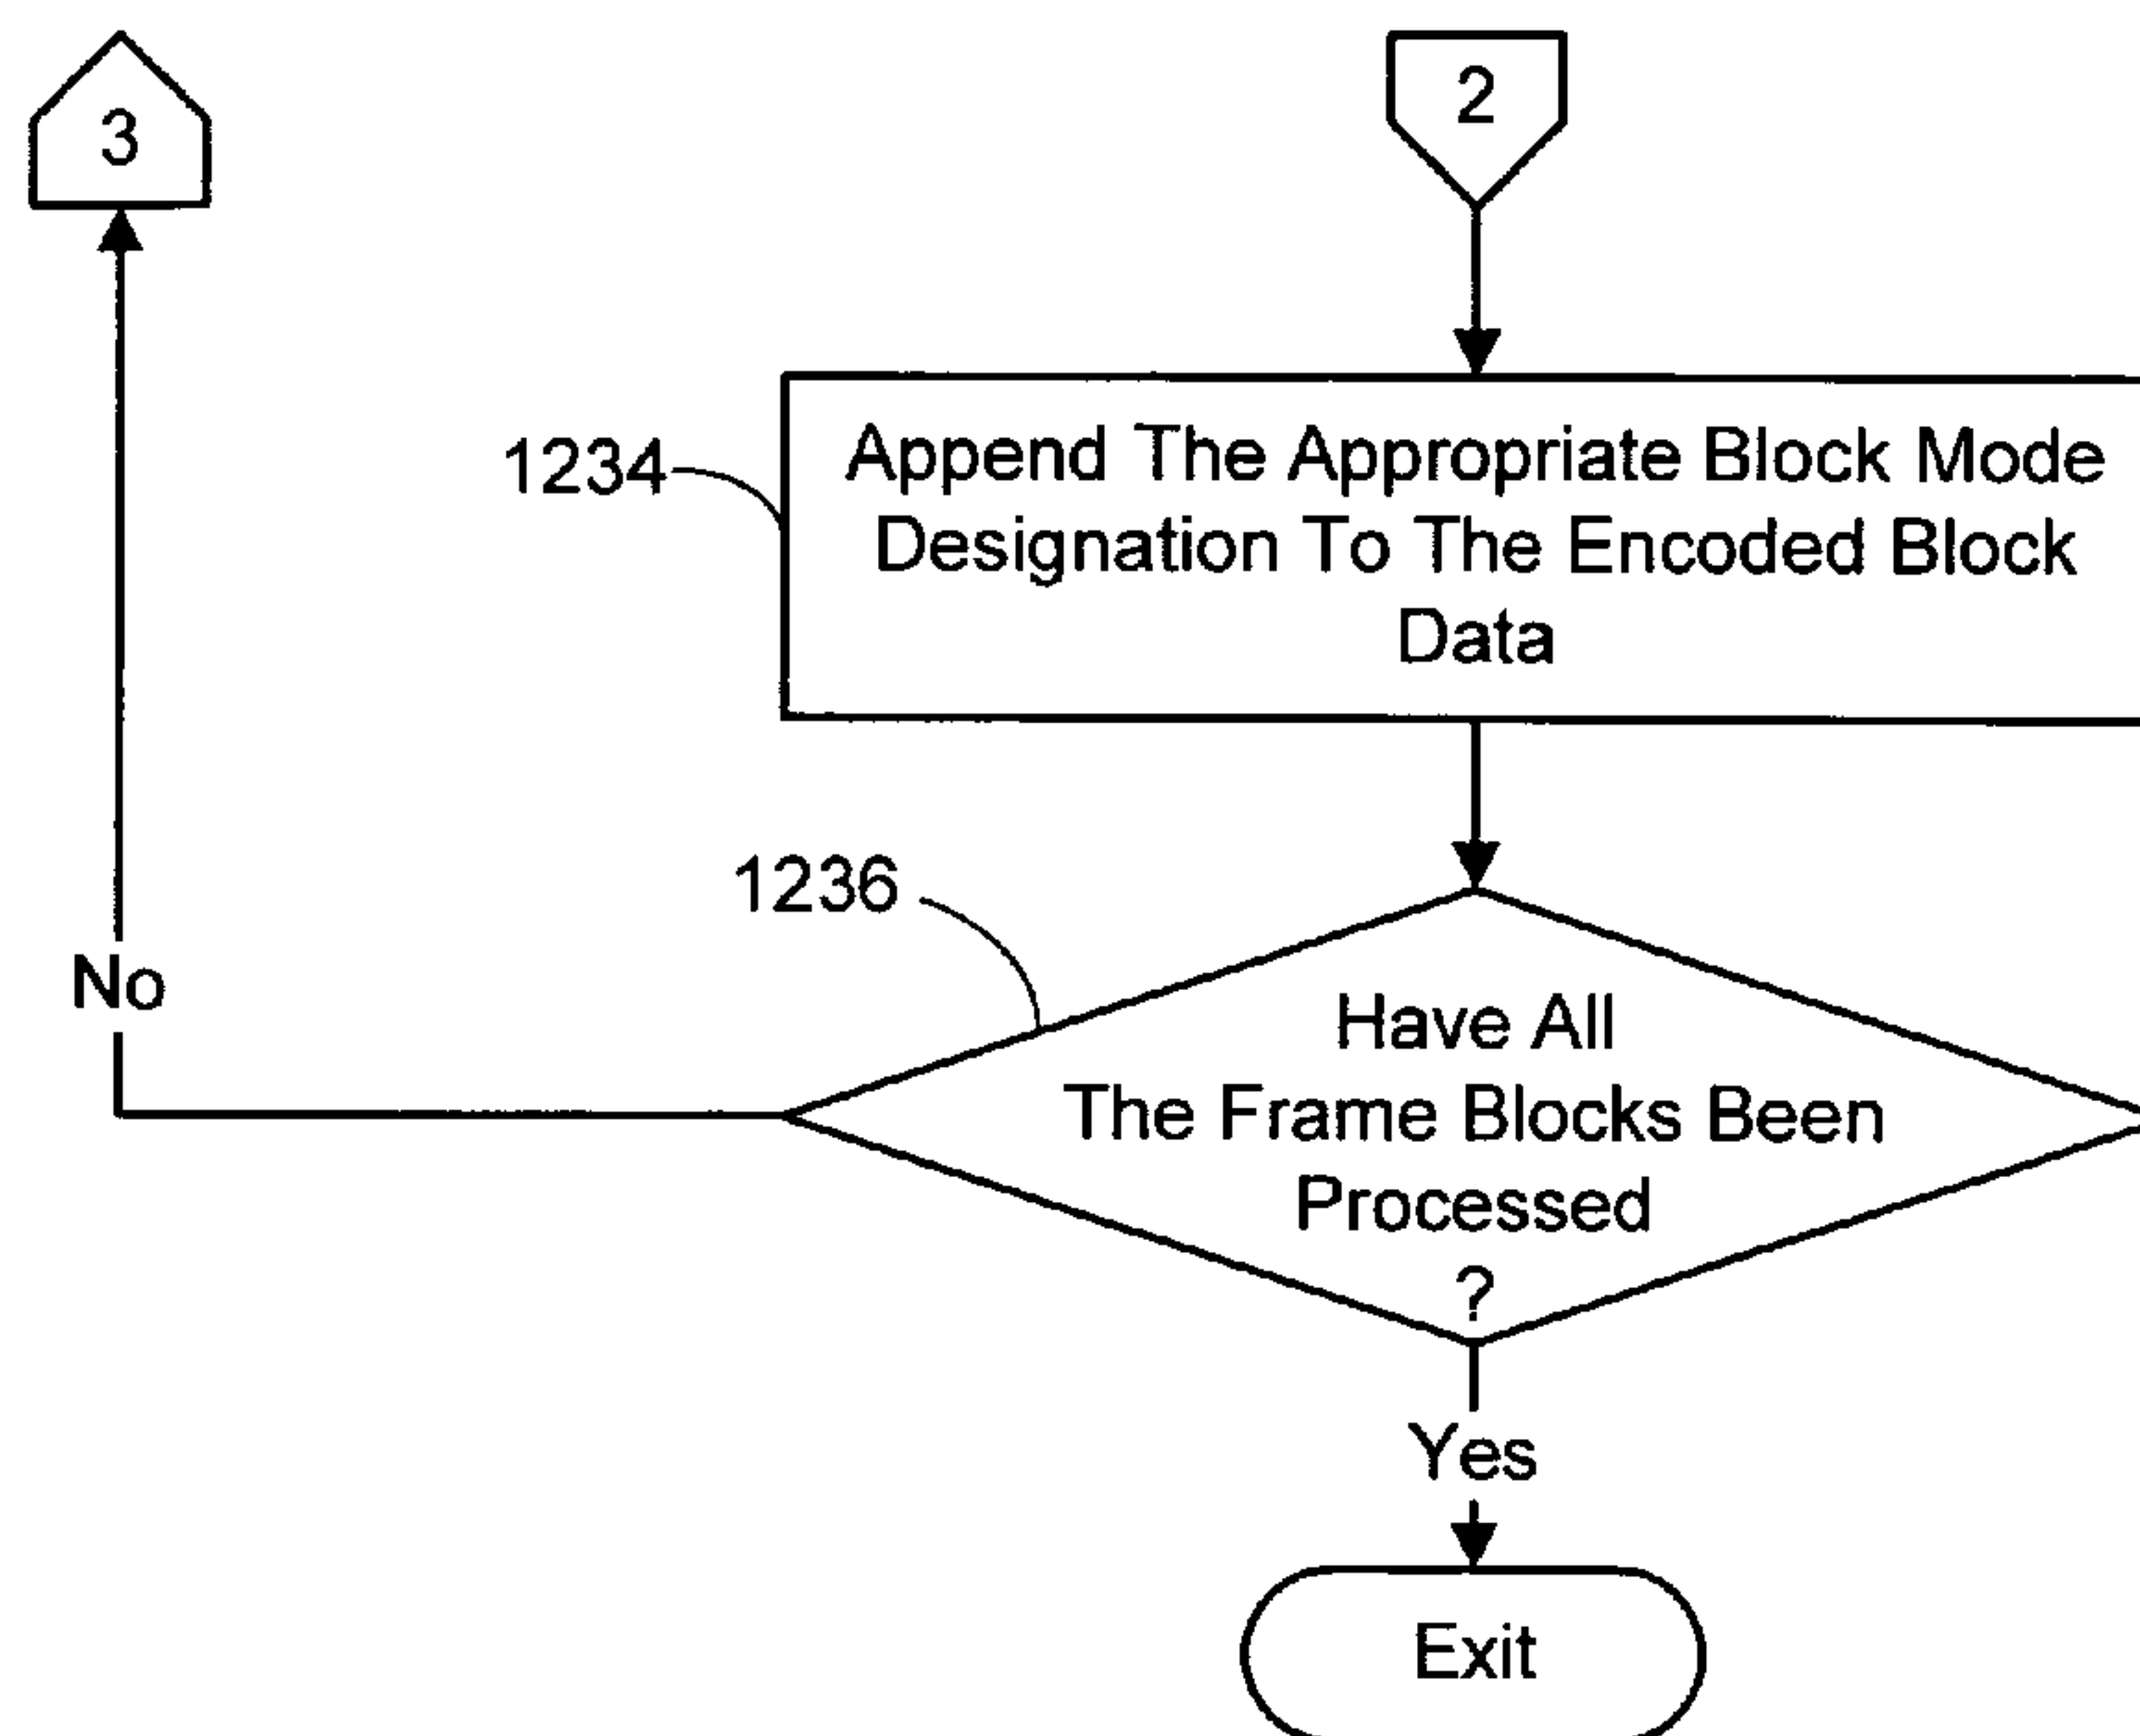 3
2
1234
Append The Appropriate Block Mode
Designation To The Encoded Block
Data
1236
No
Have All
The Frame Blocks Been
Processed
?
Yes
Exit